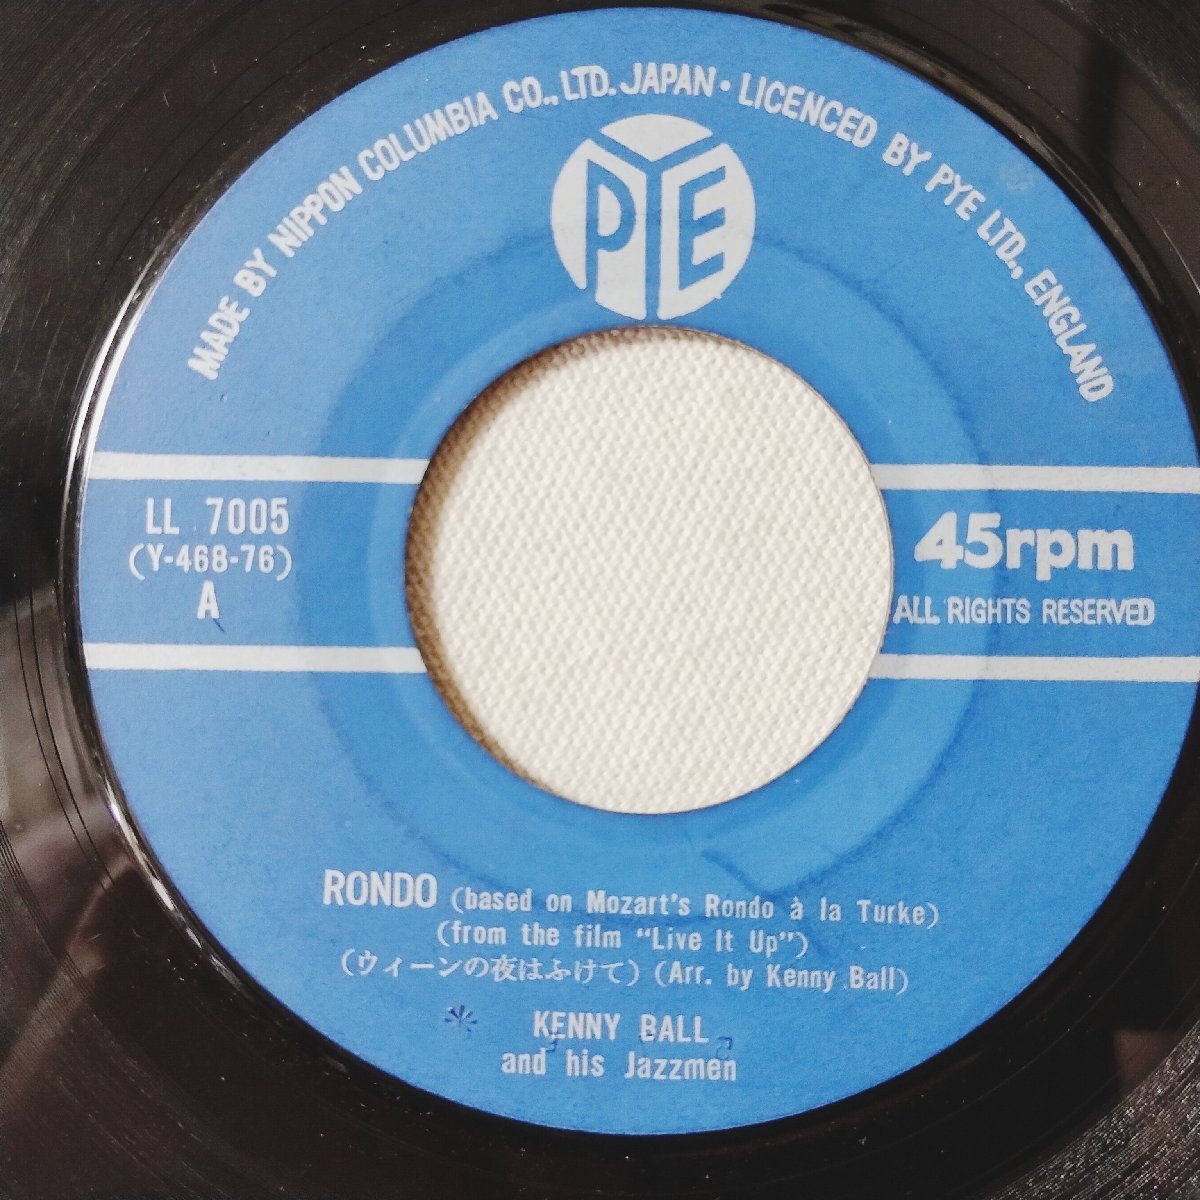 MADE BY NIPPON COLUMBIA CO., LTD. JAPAN • LICENCED BY PYE LTD., ENGLAND
PYE
LL 7005
(Y-468-76)
A
45rpm
ALL RIGHTS RESERVED
RONDO (based on Mozart's Rondo à la Turke)
(from the film "Live It Up")
(ウィーンの夜はふけて) (Arr. by Kenny Ball)
* KENNY BALL
and his Jazzmen